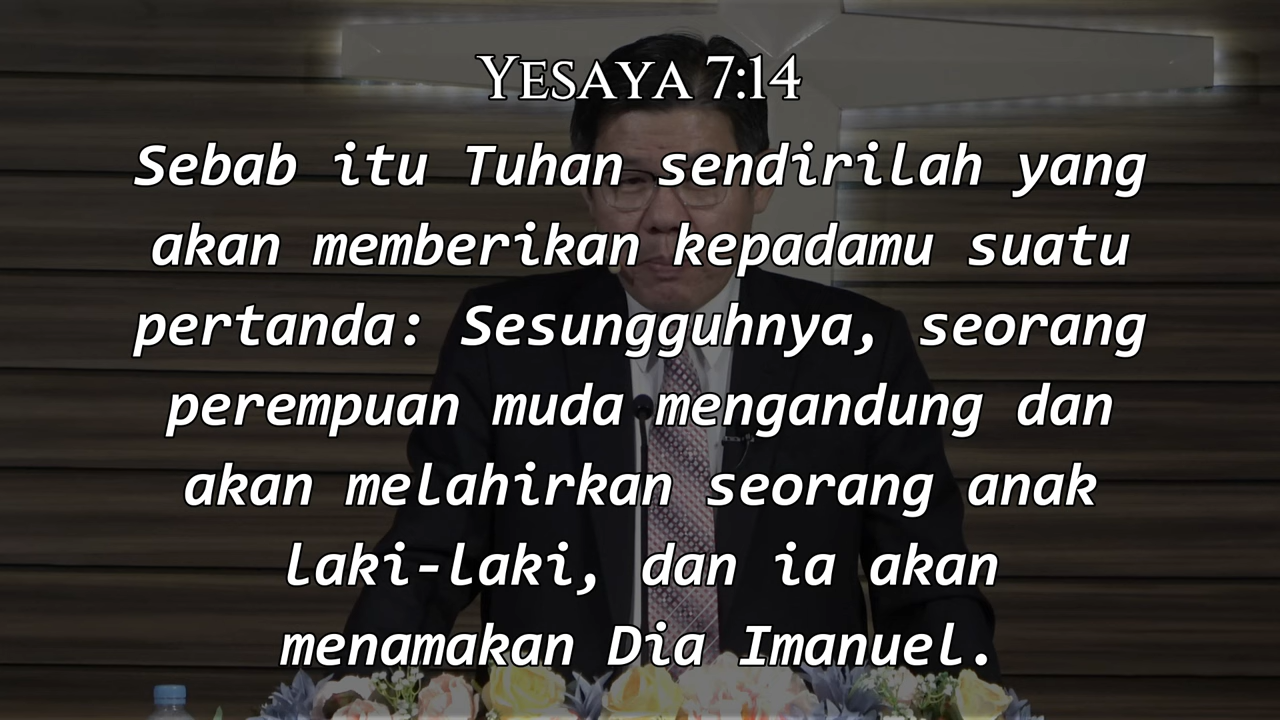 Yesaya 7:14
Sebab itu Tuhan sendirilah yang
akan memberikan kepadamu suatu
pertanda: Sesungguhnya, seorang
perempuan muda mengandung dan
akan melahirkan seorang anak
laki-laki, dan ia akan
menamakan Dia Imanuel.